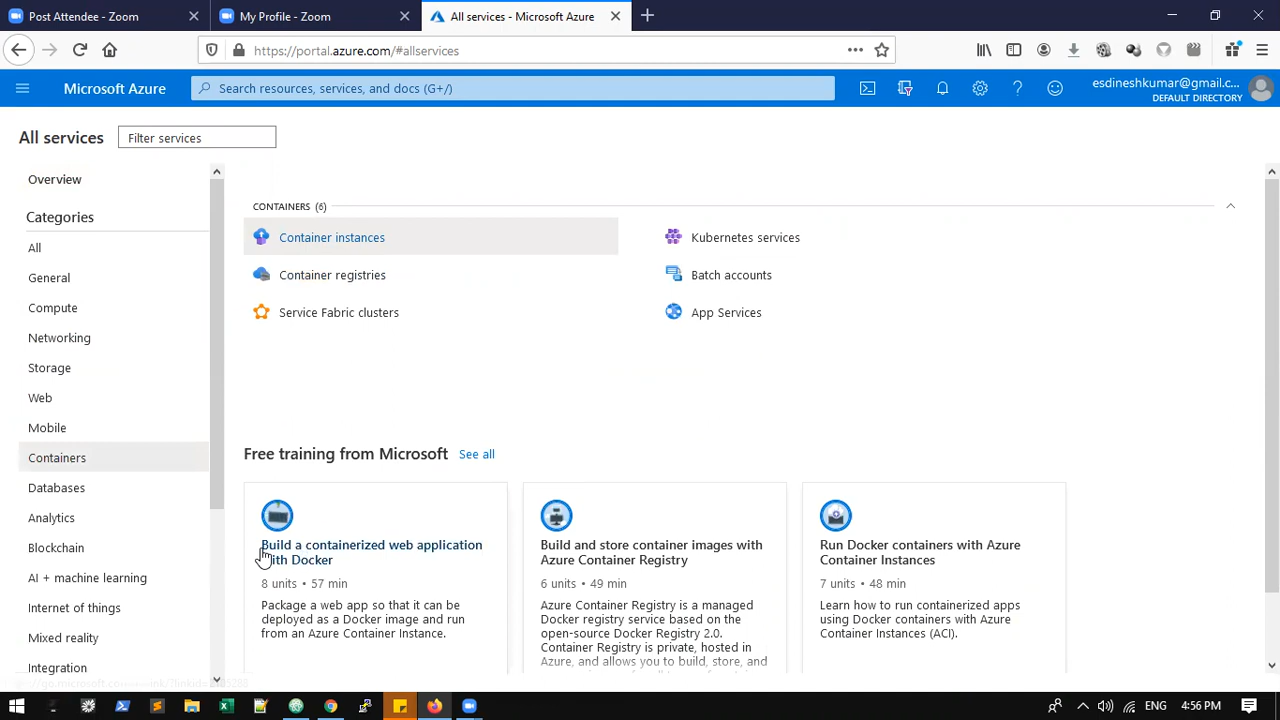 Post Attendee - Zoom
My Profile - Zoom
All services - Microsoft Azure
https://portal.azure.com/#allservices
Microsoft Azure
Search resources, services, and docs (G+/)
esdineshkumar@gmail.c...
DEFAULT DIRECTORY
All services
Filter services
Overview
Categories
All
General
Compute
Networking
Storage
Web
Mobile
Containers
Databases
Analytics
Blockchain
AI + machine learning
Internet of things
Mixed reality
Integration
CONTAINERS (6)
Container instances
Kubernetes services
Container registries
Batch accounts
Service Fabric clusters
App Services
Free training from Microsoft
See all
Build a containerized web application
with Docker
8 units • 57 min
Package a web app so that it can be
deployed as a Docker image and run
from an Azure Container Instance.
Build and store container images with
Azure Container Registry
6 units • 49 min
Azure Container Registry is a managed
Docker registry service based on the
open-source Docker Registry 2.0.
Container Registry is private, hosted in
Azure, and allows you to build, store, and
Run Docker containers with Azure
Container Instances
7 units • 48 min
Learn how to run containerized apps
using Docker containers with Azure
Container Instances (ACI).
ENG
4:56 PM